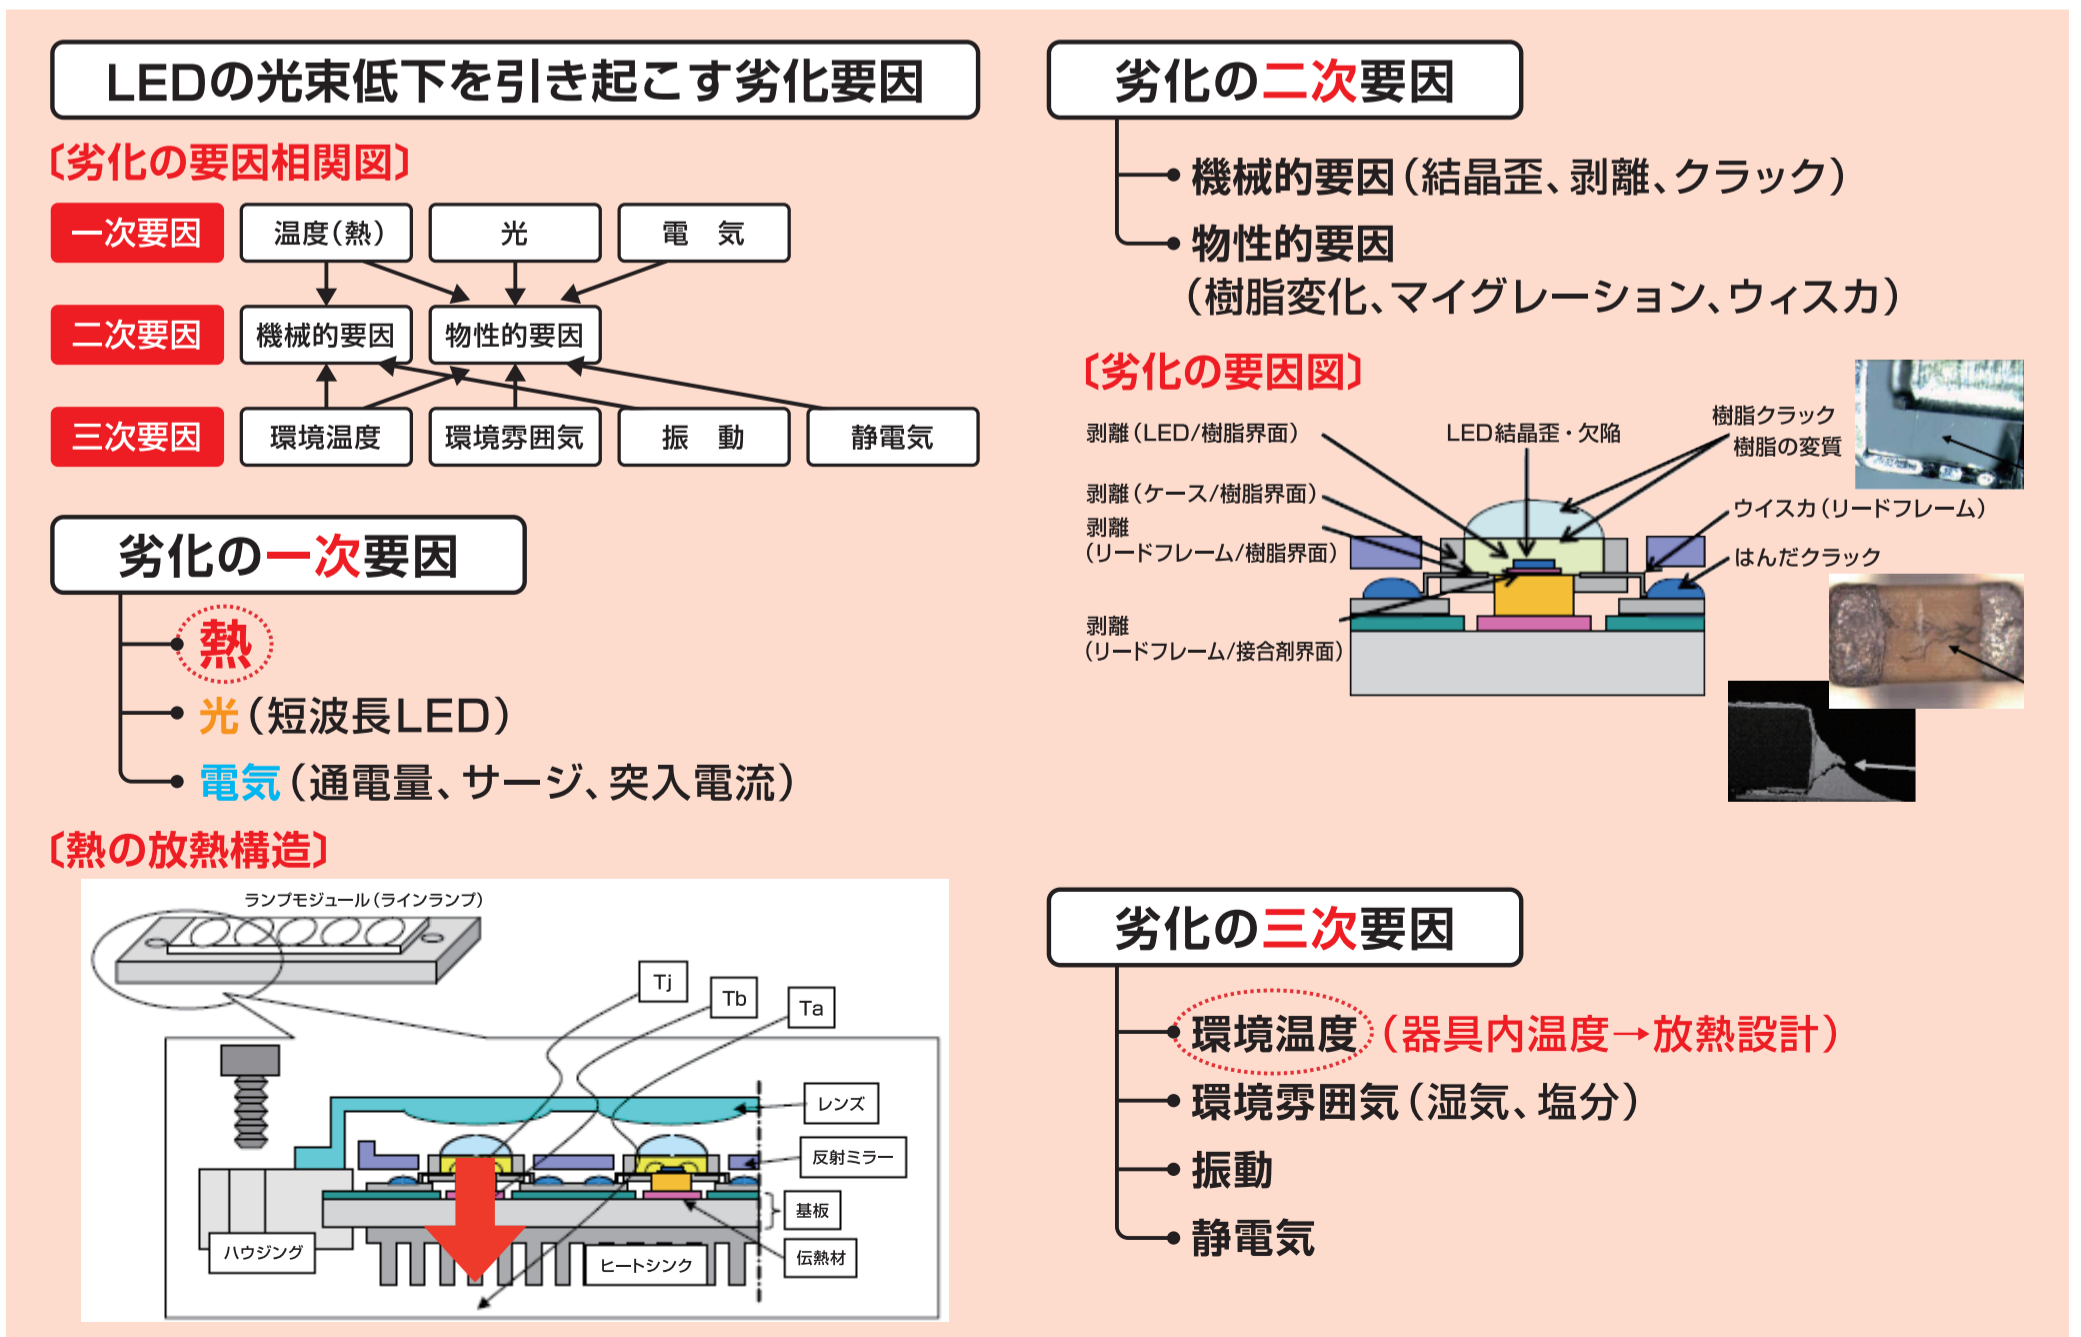 LEDの光束低下を引き起こす劣化要因
〔劣化の要因相関図〕
一次要因 温度（熱） 光 電　気
二次要因 機械的要因 物性的要因
三次要因 環境温度 環境雰囲気 振　動 静電気
劣化の一次要因
熱
光（短波長LED）
電気（通電量、サージ、突入電流）
〔熱の放熱構造〕
ランプモジュール（ラインランプ）
Tj
Tb
Ta
レンズ
反射ミラー
基板
伝熱材
ハウジング
ヒートシンク
劣化の二次要因
機械的要因（結晶歪、剥離、クラック）
物性的要因
（樹脂変化、マイグレーション、ウィスカ）
〔劣化の要因図〕
剥離（LED/樹脂界面）
LED結晶歪・欠陥
樹脂クラック
樹脂の変質
剥離（ケース/樹脂界面）
ウイスカ（リードフレーム）
剥離
（リードフレーム/樹脂界面）
はんだクラック
剥離
（リードフレーム/接合剤界面）
劣化の三次要因
環境温度（器具内温度→放熱設計）
環境雰囲気（湿気、塩分）
振動
静電気